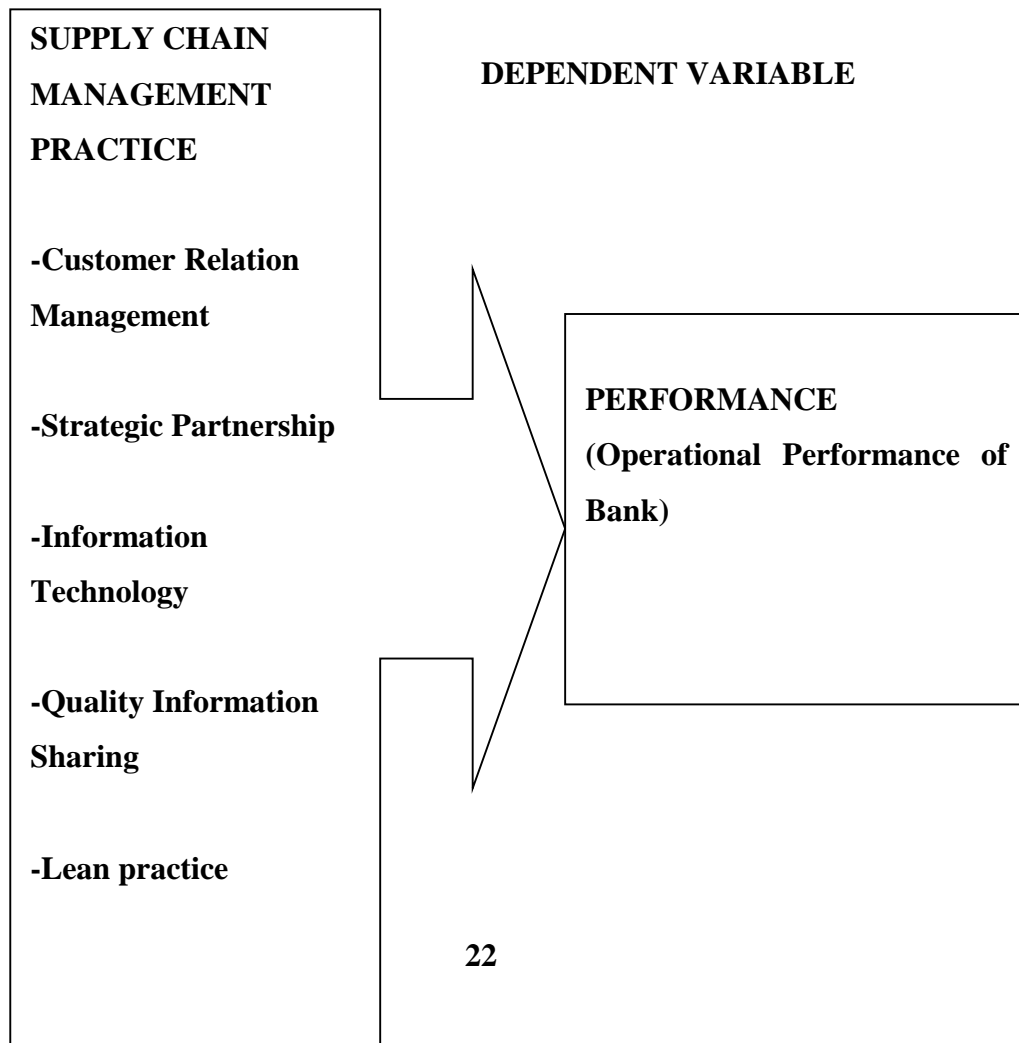 SUPPLY CHAIN
MANAGEMENT
PRACTICE
-Customer Relation
Management
-Strategic Partnership
-Information
Technology
-Quality Information
Sharing
-Lean practice
DEPENDENT VARIABLE
PERFORMANCE
(Operational Performance of
Bank)
22